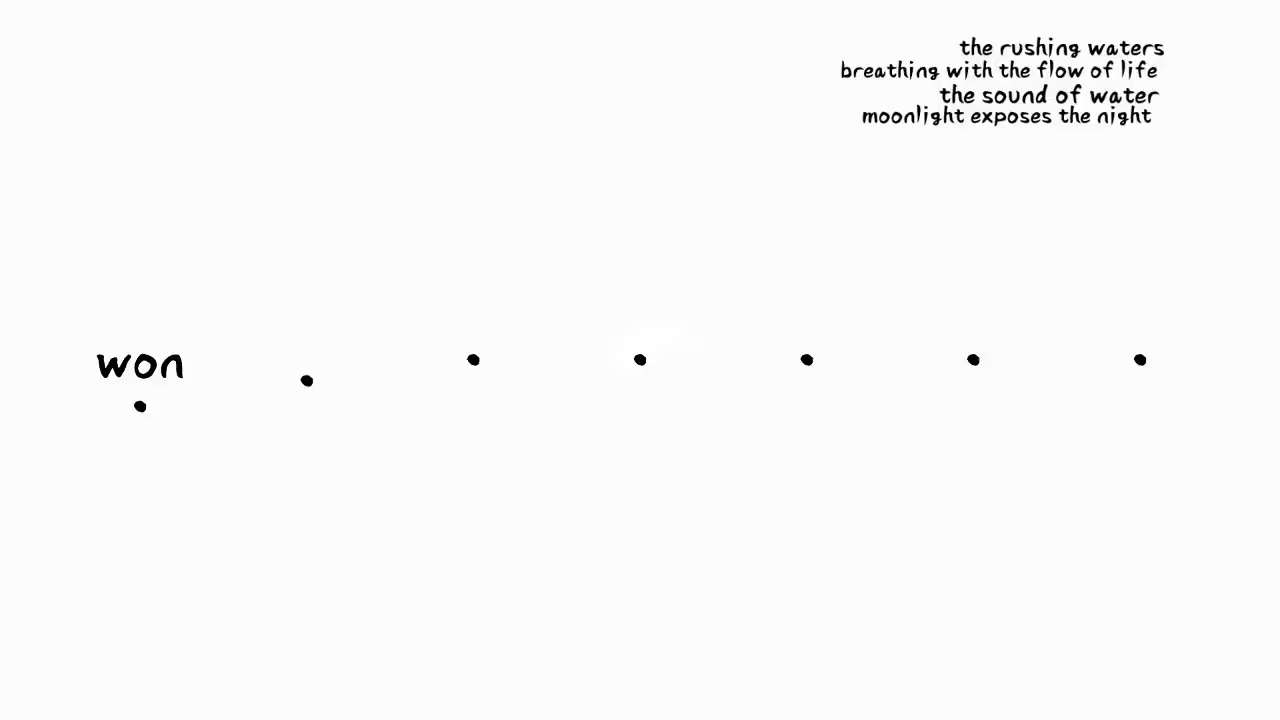 the rushing waters
breathing with the flow of life
the sound of water
moonlight exposes the night
won